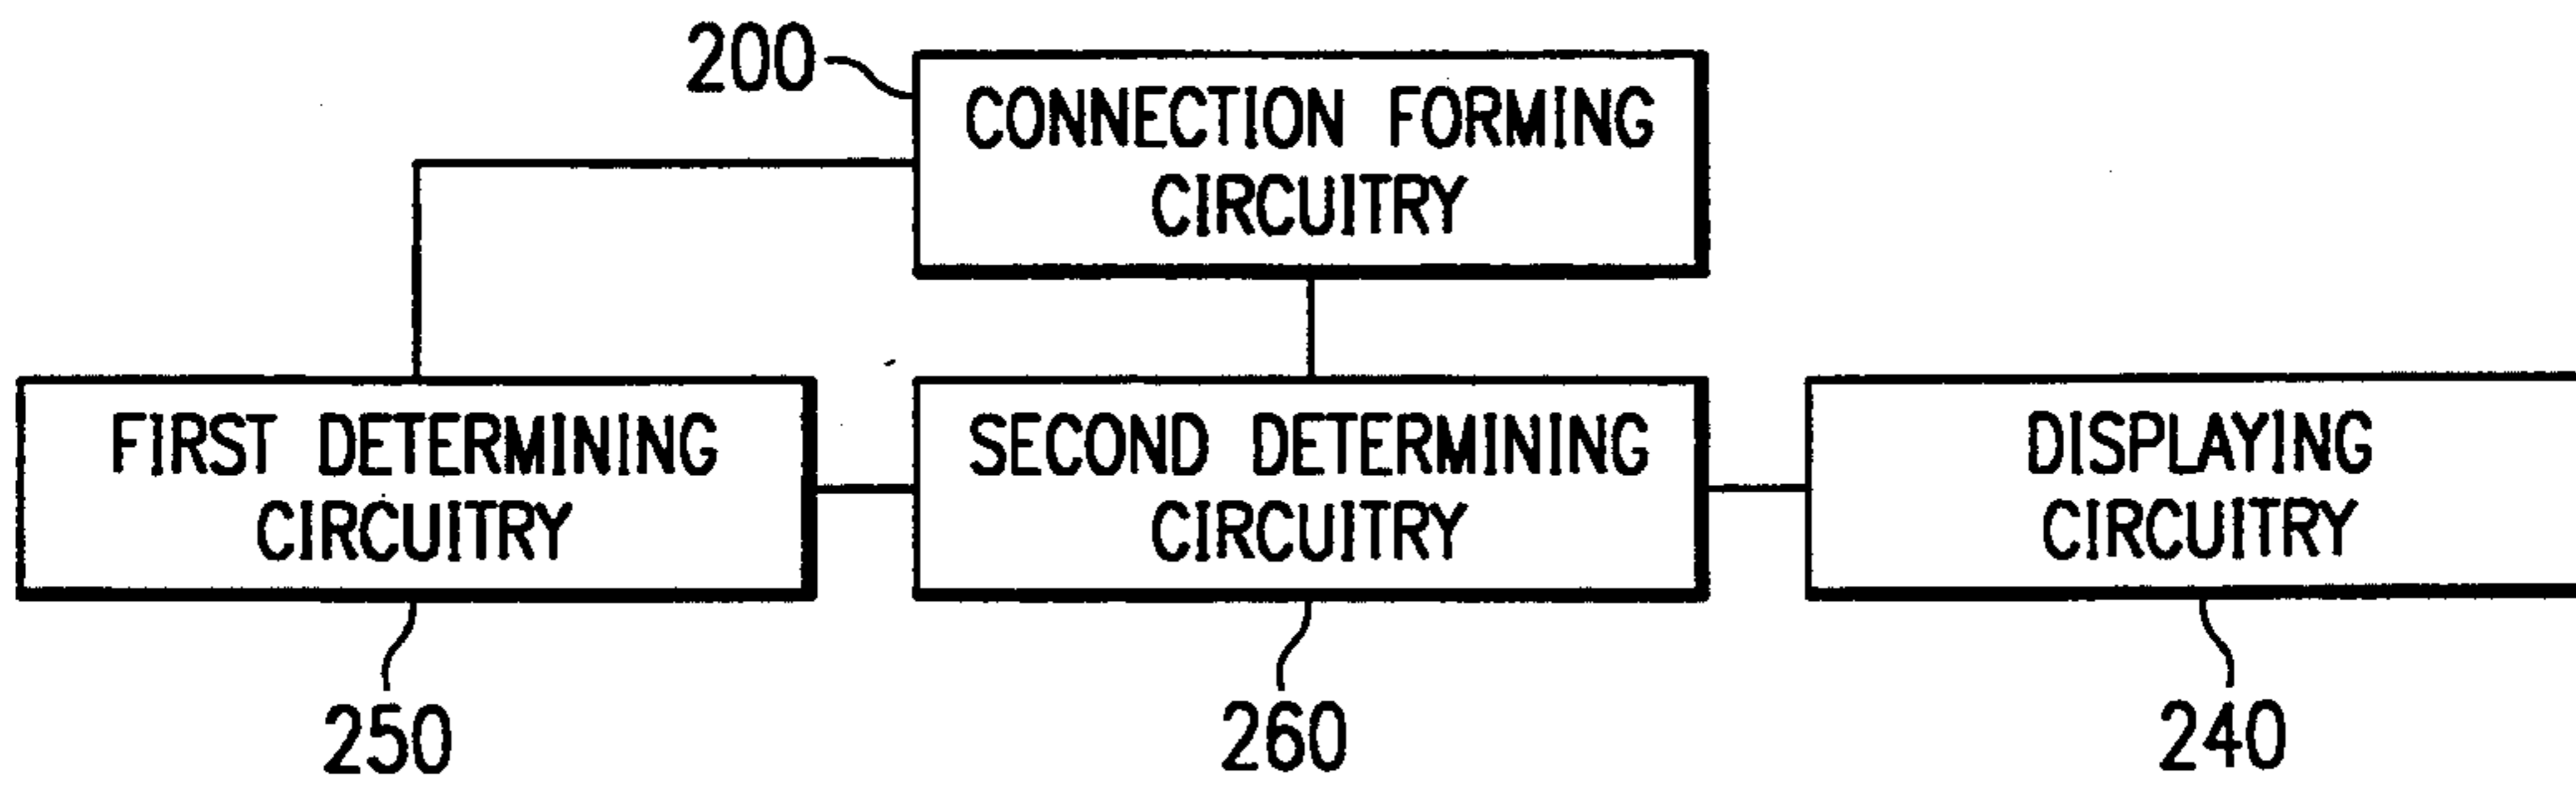 200
CONNECTION FORMING
CIRCUITRY
FIRST DETERMINING
CIRCUITRY
SECOND DETERMINING
CIRCUITRY
DISPLAYING
CIRCUITRY
250
260
240